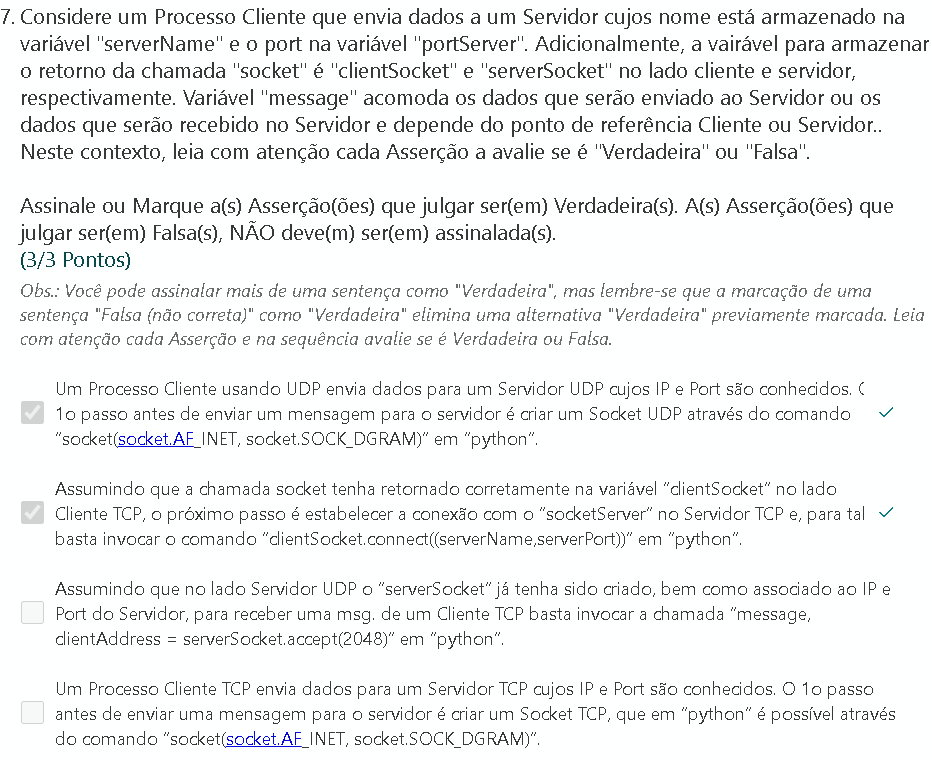 7. Considere um Processo Cliente que envia dados a um Servidor cujos nome está armazenado na
variável "serverName" e o port na variável "portServer". Adicionalmente, a vairável para armazenar
o retorno da chamada "socket" é "clientSocket" e "serverSocket" no lado cliente e servidor,
respectivamente. Variável "message" acomoda os dados que serão enviado ao Servidor ou os
dados que serão recebido no Servidor e depende do ponto de referência Cliente ou Servidor..
Neste contexto, leia com atenção cada Asserção a avalie se é "Verdadeira" ou "Falsa".
Assinale ou Marque a(s) Asserção(ões) que julgar ser(em) Verdadeira(s). A(s) Asserção(ões) que
julgar ser(em) Falsa(s), NÃO deve(m) ser(em) assinalada(s).
(3/3 Pontos)
Obs.: Você pode assinalar mais de uma sentença como "Verdadeira", mas lembre-se que a marcação de uma
sentença "Falsa (não correta)" como "Verdadeira" elimina uma alternativa "Verdadeira" previamente marcada. Leia
com atenção cada Asserção e na sequência avalie se é Verdadeira ou Falsa.
Um Processo Cliente usando UDP envia dados para um Servidor UDP cujos IP e Port são conhecidos.
1o passo antes de enviar um mensagem para o servidor é criar um Socket UDP através do comando
“socket(socket.AF_INET, socket.SOCK_DGRAM)” em “python”.
Assumindo que a chamada socket tenha retornado corretamente na variável “clientSocket” no lado
Cliente TCP, o próximo passo é estabelecer a conexão com o “socketServer” no Servidor TCP e, para tal
basta invocar o comando “clientSocket.connect((serverName,serverPort))” em “python”.
Assumindo que no lado Servidor UDP o “serverSocket” já tenha sido criado, bem como associado ao IP e
Port do Servidor, para receber uma msg. de um Cliente TCP basta invocar a chamada “message,
clientAddress = serverSocket.accept(2048)” em “python”.
Um Processo Cliente TCP envia dados para um Servidor TCP cujos IP e Port são conhecidos. O 1o passo
antes de enviar uma mensagem para o servidor é criar um Socket TCP, que em “python” é possível através
do comando “socket(socket.AF_INET, socket.SOCK_DGRAM)”.